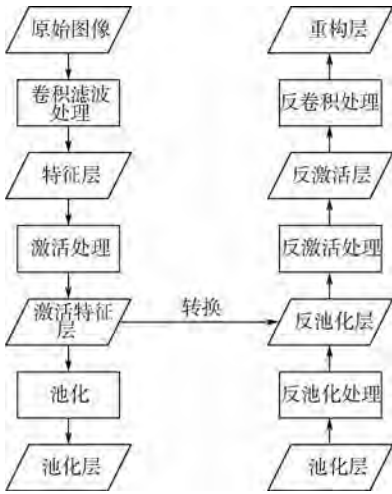 原始图像
卷积滤波
处理
特征层
激活处理
激活特征
层
池化
池化层
转换
重构层
反卷积处理
反激活层
反激活处理
反池化层
反池化处理
池化层